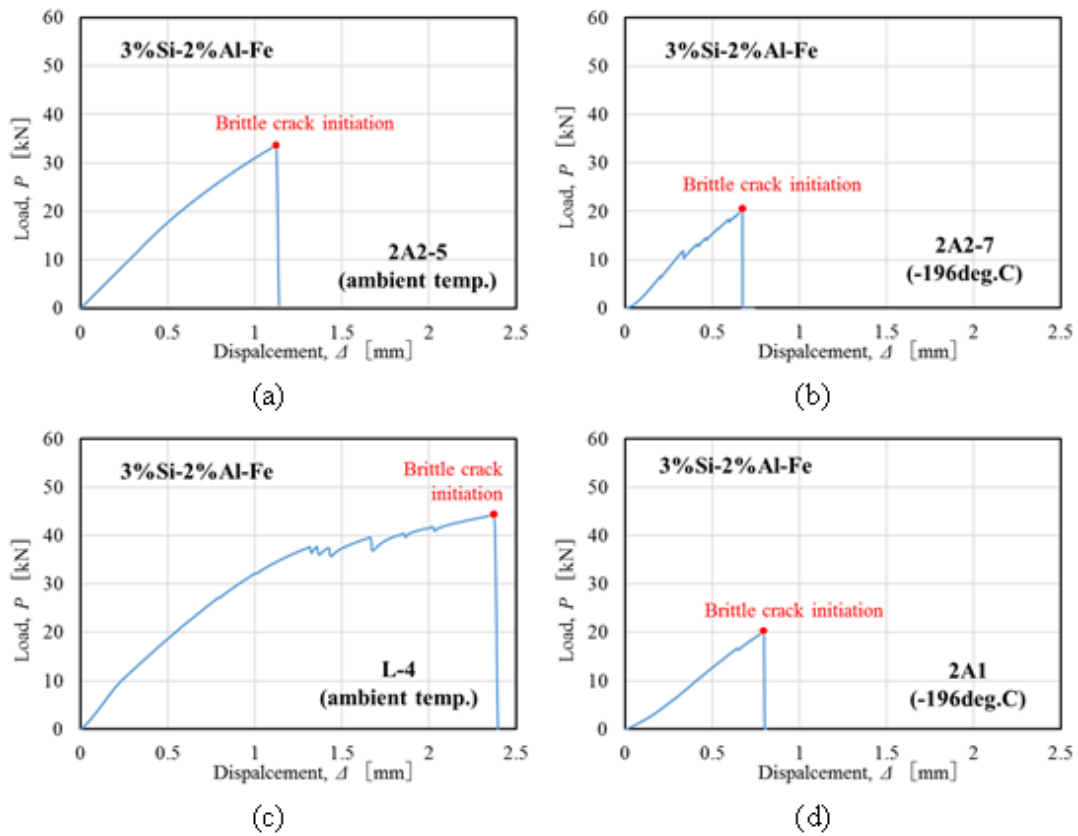 60
50
40
30
20
10
0
Load, P [kN]
3%Si-2%Al-Fe
Brittle crack initiation
2A2-5
(ambient temp.)
0 0.5 1 1.5 2 2.5
Dispalcement, Δ [mm]
(a)
60
50
40
30
20
10
0
Load, P [kN]
3%Si-2%Al-Fe
Brittle crack initiation
2A2-7
(-196deg.C)
0 0.5 1 1.5 2 2.5
Dispalcement, Δ [mm]
(b)
60
50
40
30
20
10
0
Load, P [kN]
3%Si-2%Al-Fe
Brittle crack
initiation
L-4
(ambient temp.)
0 0.5 1 1.5 2 2.5
Dispalcement, Δ [mm]
(c)
60
50
40
30
20
10
0
Load, P [kN]
3%Si-2%Al-Fe
Brittle crack initiation
2A1
(-196deg.C)
0 0.5 1 1.5 2 2.5
Dispalcement, Δ [mm]
(d)